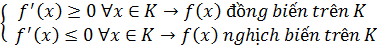 f′(x) ≥ 0 ∀x ∈ K → f(x) đồng biến trên K
f′(x) ≤ 0 ∀x ∈ K → f(x) nghịch biến trên K